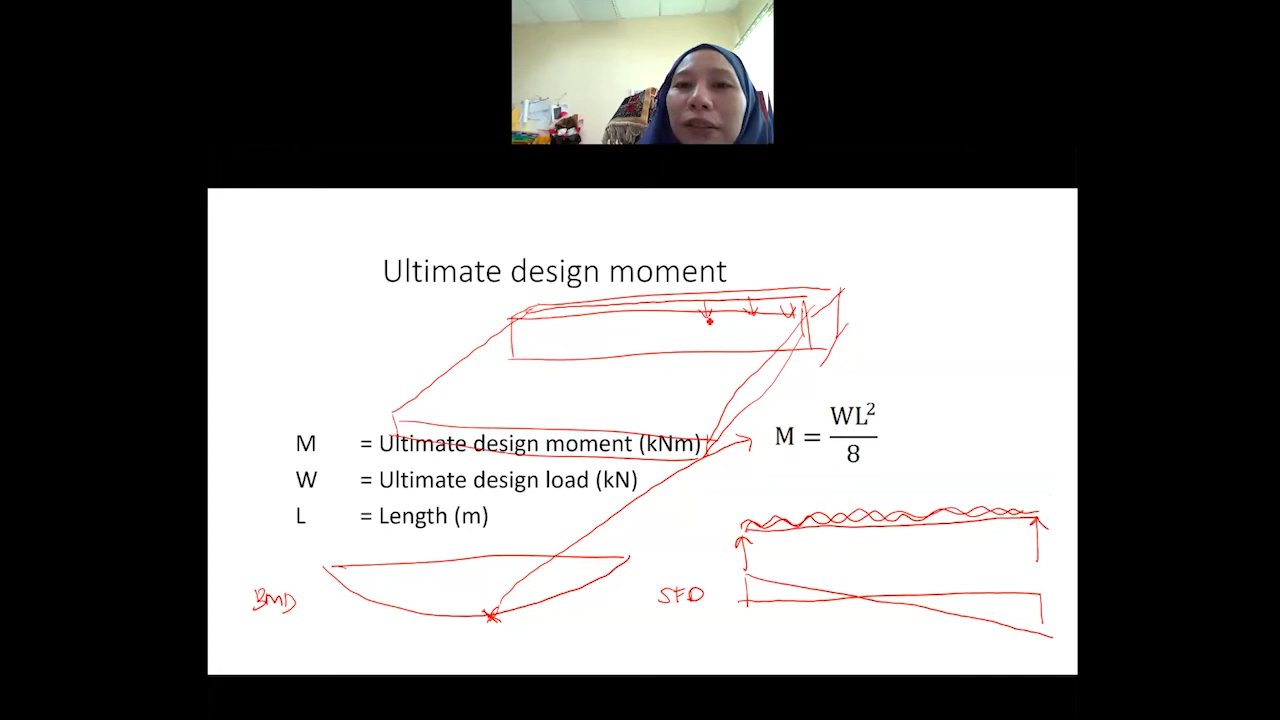 Ultimate design moment
M = Ultimate design moment (kNm)
W = Ultimate design load (kN)
L = Length (m)
M = WL²/8
BMD
SFD